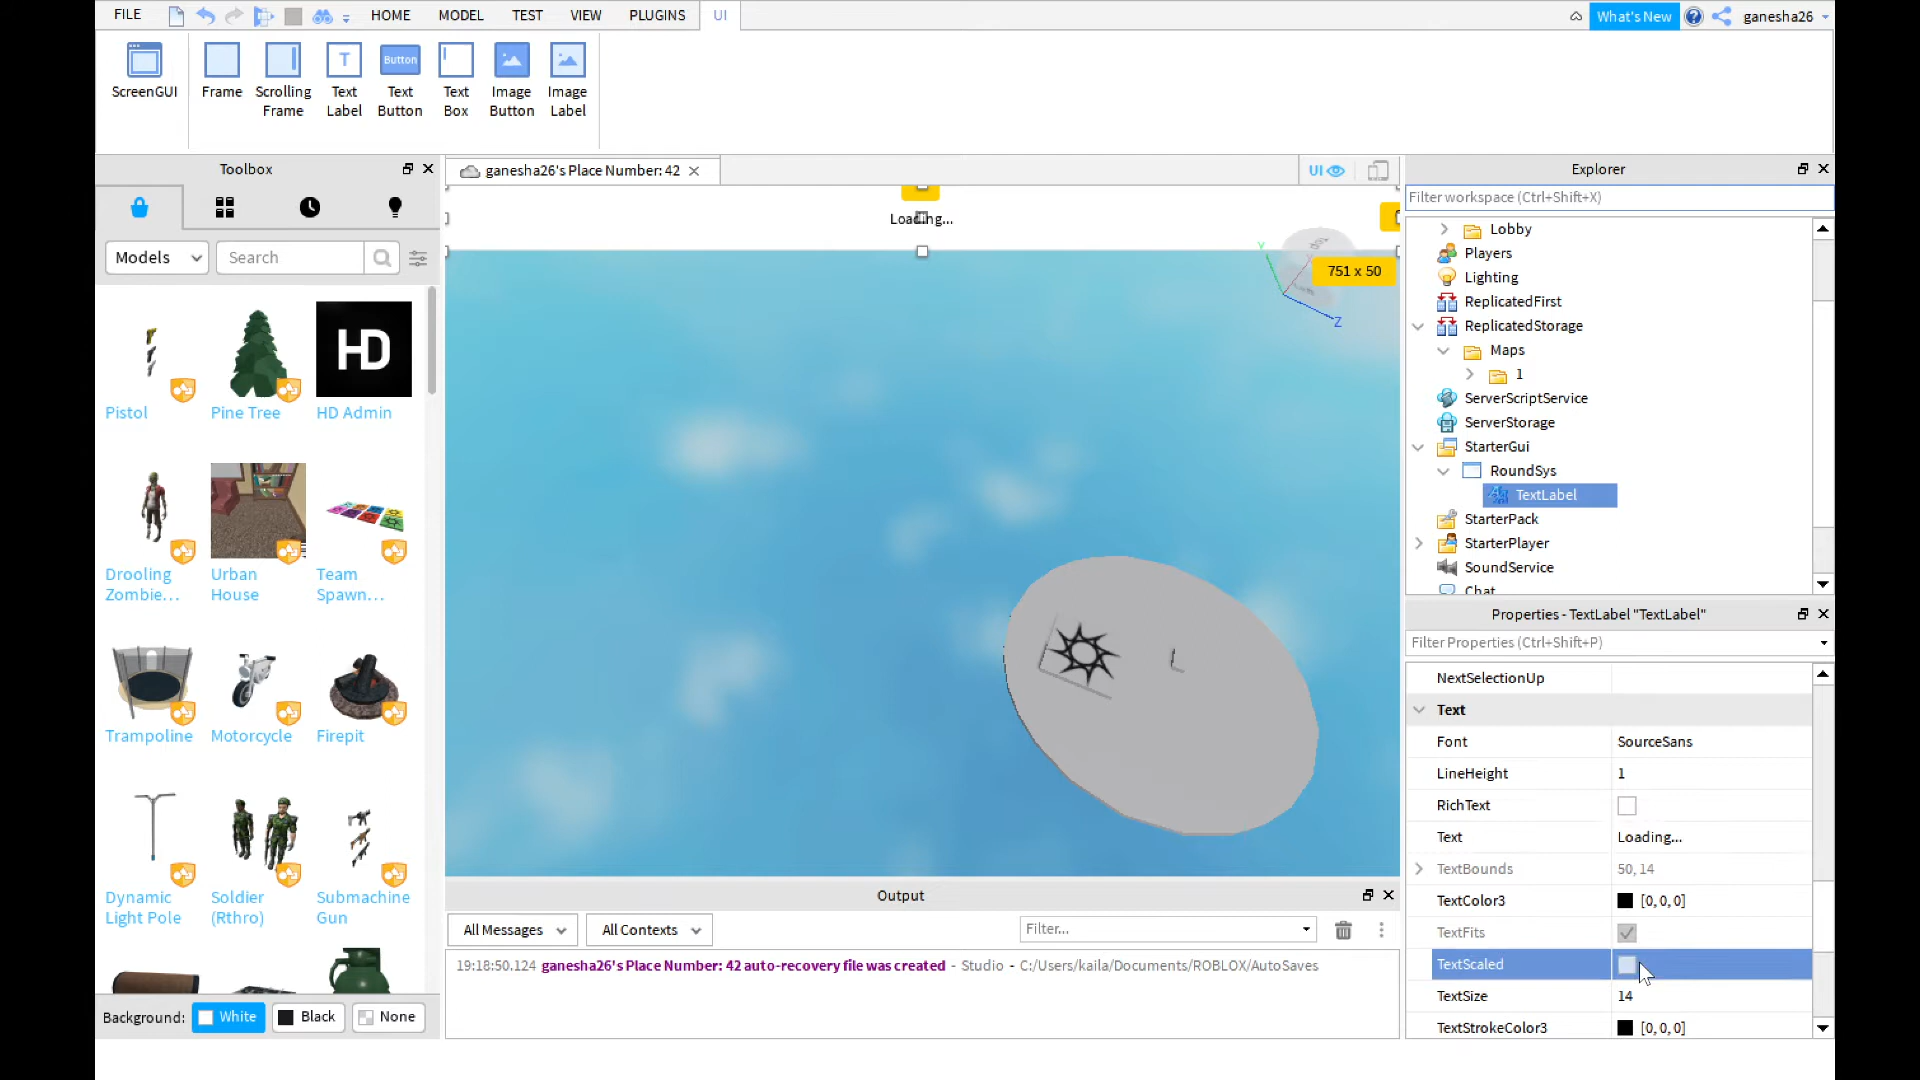 FILE
HOME
MODEL
TEST
VIEW
PLUGINS
UI
What's New
ganesha26
ScreenGUI
Frame
Scrolling
Frame
T
Text
Label
Button
Text
Button
Text
Box
Image
Button
Image
Label
Toolbox
Models
Search
Pistol
Pine Tree
HD
HD Admin
Drooling
Zombie...
Urban
House
Team
Spawn...
Trampoline
Motorcycle
Firepit
Dynamic
Light Pole
Soldier
(Rthro)
Submachine
Gun
Background:
White
Black
None
ganesha26's Place Number: 42
UI
Loading...
751 x 50
Y
Z
Output
All Messages
All Contexts
Filter...
19:18:50.124 ganesha26's Place Number: 42 auto-recovery file was created - Studio - C:/Users/kaila/Documents/ROBLOX/AutoSaves
Explorer
Filter workspace (Ctrl+Shift+X)
Lobby
Players
Lighting
ReplicatedFirst
ReplicatedStorage
Maps
1
ServerScriptService
ServerStorage
StarterGui
RoundSys
TextLabel
StarterPack
StarterPlayer
SoundService
Chat
Properties - TextLabel "TextLabel"
Filter Properties (Ctrl+Shift+P)
NextSelectionUp
Text
Font SourceSans
LineHeight 1
RichText
Text Loading...
TextBounds 50, 14
TextColor3 [0, 0, 0]
TextFits
TextScaled
TextSize 14
TextStrokeColor3 [0, 0, 0]